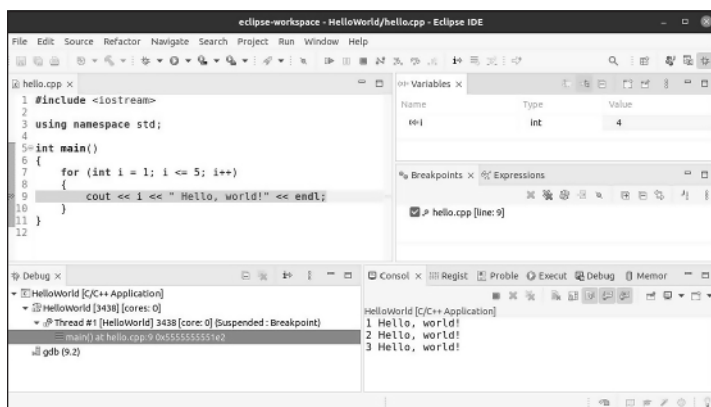 eclipse-workspace - HelloWorld/hello.cpp - Eclipse IDE
File Edit Source Refactor Navigate Search Project Run Window Help
hello.cpp
1 #include <iostream>
2
3 using namespace std;
4
5 int main()
6 {
7     for (int i = 1; i <= 5; i++)
8     {
9         cout << i << " Hello, world!" << endl;
10     }
11 }
12
Variables
Name Type Value
i int 4
Breakpoints Expressions
hello.cpp [line: 9]
Debug
HelloWorld [C/C++ Application]
HelloWorld [3438] [cores: 0]
Thread #1 [HelloWorld] 3438 [core: 0] (Suspended : Breakpoint)
main() at hello.cpp:9 0x5555555551e2
gdb (9.2)
Consol Regist Proble Execut Debug Memor
HelloWorld [C/C++ Application]
1 Hello, world!
2 Hello, world!
3 Hello, world!